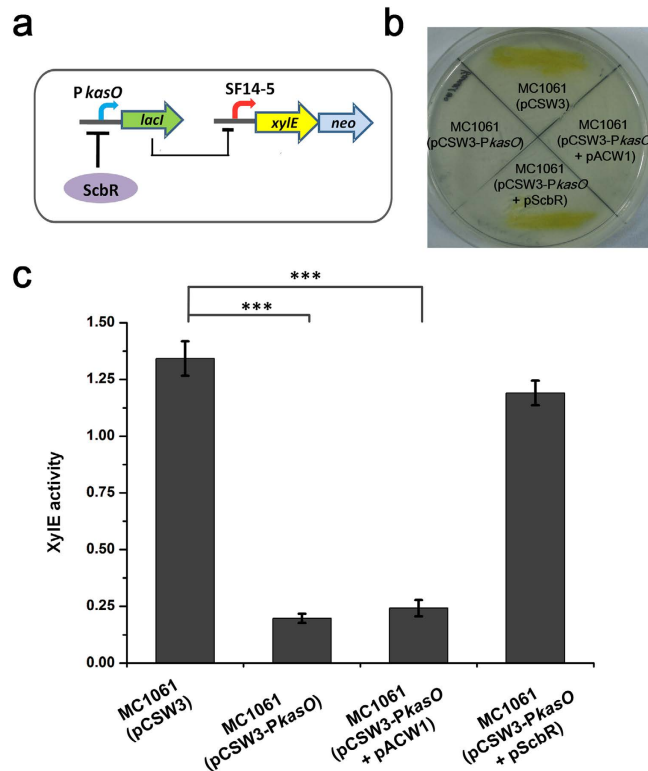 a
P kasO
SF14-5
lacI
xylE
neo
ScbR
b
MC1061
(pCSW3)
MC1061
(pCSW3-PkasO)
MC1061
(pCSW3-PkasO
+ pACW1)
MC1061
(pCSW3-PkasO
+ pScbR)
c
***
***
1.50
1.25
1.00
0.75
0.50
0.25
0.00
XylE activity
MC1061
(pCSW3)
MC1061
(pCSW3-PkasO)
MC1061
(pCSW3-PkasO
+ pACW1)
MC1061
(pCSW3-PkasO
+ pScbR)